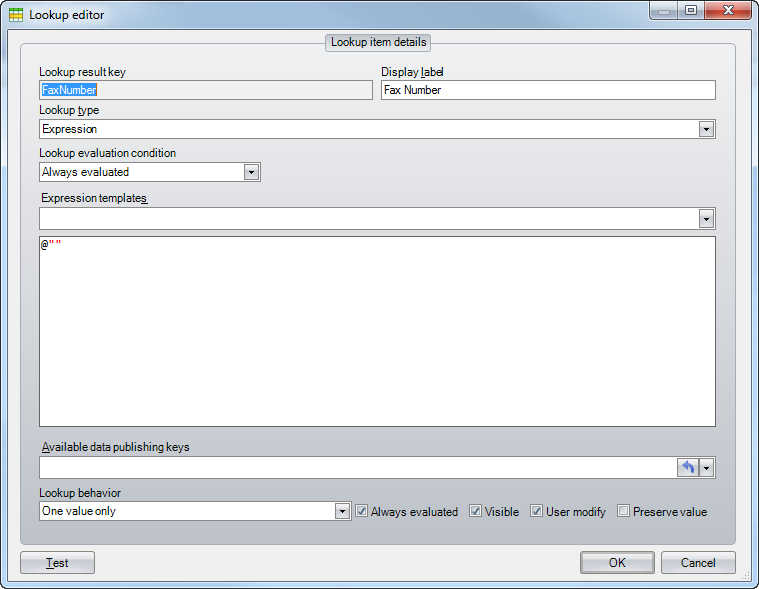 Lookup editor
Lookup item details
Lookup result key
Display label
FaxNumber
Fax Number
Lookup type
Expression
Lookup evaluation condition
Always evaluated
Expression templates
@""
Available data publishing keys
Lookup behavior
One value only
Always evaluated
Visible
User modify
Preserve value
Test
OK
Cancel